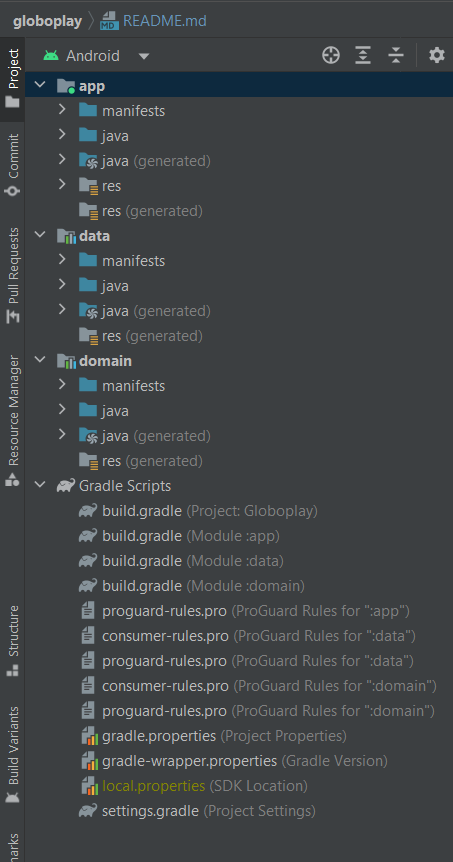 globoplay README.md
Android
app
manifests
java
java (generated)
res
res (generated)
data
manifests
java
java (generated)
res (generated)
domain
manifests
java
java (generated)
res (generated)
Gradle Scripts
build.gradle (Project: Globoplay)
build.gradle (Module :app)
build.gradle (Module :data)
build.gradle (Module :domain)
proguard-rules.pro (ProGuard Rules for ":app")
consumer-rules.pro (ProGuard Rules for ":data")
proguard-rules.pro (ProGuard Rules for ":data")
consumer-rules.pro (ProGuard Rules for ":domain")
proguard-rules.pro (ProGuard Rules for ":domain")
gradle.properties (Project Properties)
gradle-wrapper.properties (Gradle Version)
local.properties (SDK Location)
settings.gradle (Project Settings)
Project
Commit
Pull Requests
Resource Manager
Structure
Build Variants